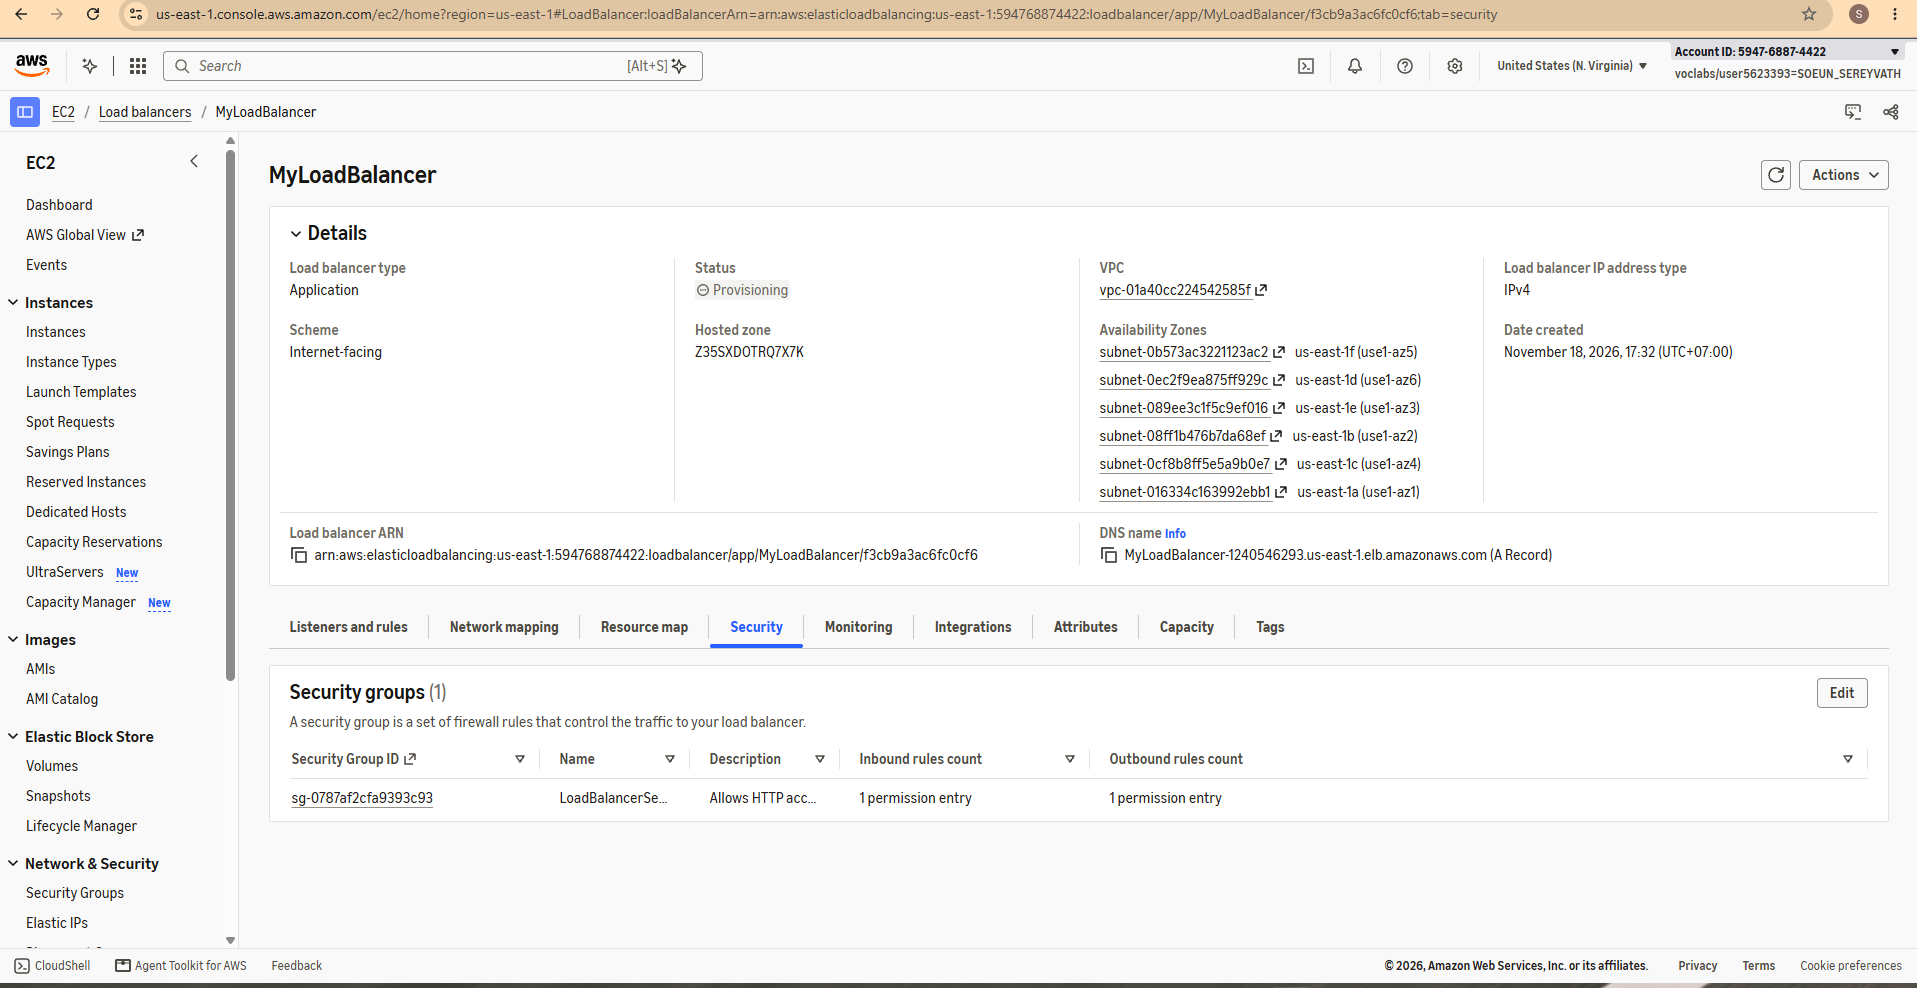 us-east-1.console.aws.amazon.com/ec2/home?region=us-east-1#LoadBalancer:loadBalancerArn=arn:aws:elasticloadbalancing:us-east-1:594768874422:loadbalancer/app/MyLoadBalancer/f3cb9a3ac6fc0cf6;tab=security
S
aws
Search
[Alt+S]
United States (N. Virginia)
Account ID: 5947-6887-4422
voclabs/user5623393=SOEUN_SEREYVATH
EC2 / Load balancers / MyLoadBalancer
EC2
Dashboard
AWS Global View
Events
Instances
Instances
Instance Types
Launch Templates
Spot Requests
Savings Plans
Reserved Instances
Dedicated Hosts
Capacity Reservations
UltraServers New
Capacity Manager New
Images
AMIs
AMI Catalog
Elastic Block Store
Volumes
Snapshots
Lifecycle Manager
Network & Security
Security Groups
Elastic IPs
MyLoadBalancer
Actions
Details
Load balancer type
Application
Scheme
Internet-facing
Status
Provisioning
Hosted zone
Z35SXDOTRQ7X7K
VPC
vpc-01a40cc224542585f
Availability Zones
subnet-0b573ac3221123ac2 us-east-1f (use1-az5)
subnet-0ec2f9ea875ff929c us-east-1d (use1-az6)
subnet-089ee3c1f5c9ef016 us-east-1e (use1-az3)
subnet-08ff1b476b7da68ef us-east-1b (use1-az2)
subnet-0cf8b8ff5e5a9b0e7 us-east-1c (use1-az4)
subnet-016334c163992ebb1 us-east-1a (use1-az1)
Load balancer IP address type
IPv4
Date created
November 18, 2026, 17:32 (UTC+07:00)
Load balancer ARN
arn:aws:elasticloadbalancing:us-east-1:594768874422:loadbalancer/app/MyLoadBalancer/f3cb9a3ac6fc0cf6
DNS name Info
MyLoadBalancer-1240546293.us-east-1.elb.amazonaws.com (A Record)
Listeners and rules
Network mapping
Resource map
Security
Monitoring
Integrations
Attributes
Capacity
Tags
Security groups (1)
Edit
A security group is a set of firewall rules that control the traffic to your load balancer.
Security Group ID Name Description Inbound rules count Outbound rules count
sg-0787af2cfa9393c93 LoadBalancerSe... Allows HTTP acc... 1 permission entry 1 permission entry
CloudShell
Agent Toolkit for AWS
Feedback
© 2026, Amazon Web Services, Inc. or its affiliates.
Privacy
Terms
Cookie preferences